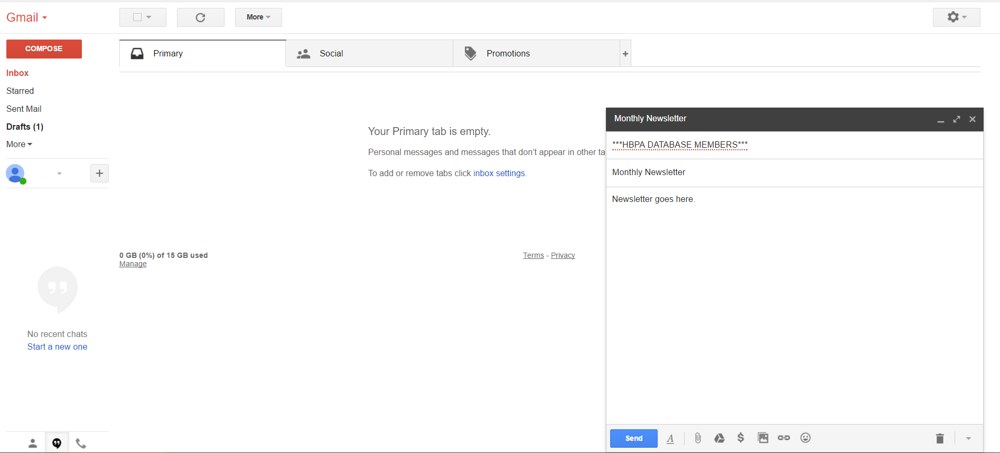 Gmail
More
COMPOSE
Inbox
Starred
Sent Mail
Drafts (1)
More
Primary
Social
Promotions
Your Primary tab is empty.
Personal messages and messages that don't appear in other ta
To add or remove tabs click inbox settings.
0 GB (0%) of 15 GB used
Manage
Terms - Privacy
No recent chats
Start a new one
Monthly Newsletter
***HBPA DATABASE MEMBERS***
Monthly Newsletter
Newsletter goes here.
Send